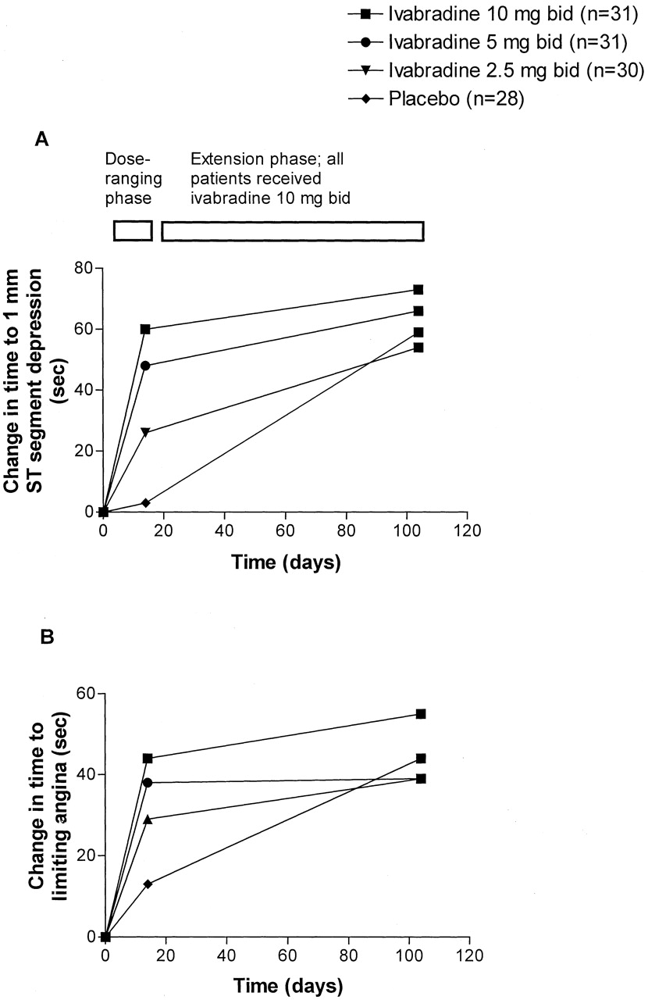 Ivabradine 10 mg bid (n=31)
Ivabradine 5 mg bid (n=31)
Ivabradine 2.5 mg bid (n=30)
Placebo (n=28)
A
Dose-
ranging
phase
Extension phase; all
patients received
ivabradine 10 mg bid
Change in time to 1 mm
ST segment depression
(sec)
80
60
40
20
0
0 20 40 60 80 100 120
Time (days)
B
Change in time to
limiting angina (sec)
60
40
20
0
0 20 40 60 80 100 120
Time (days)